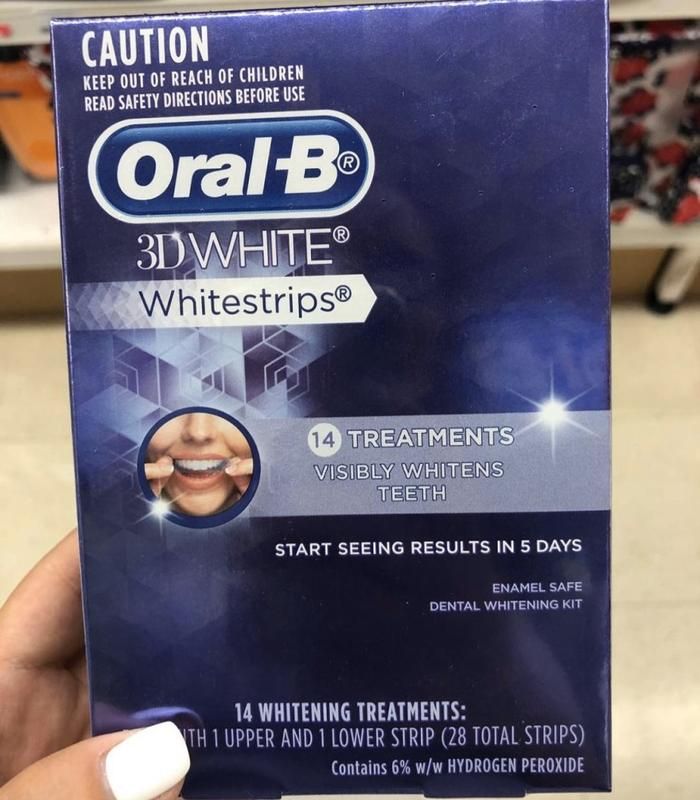 CAUTION
KEEP OUT OF REACH OF CHILDREN
READ SAFETY DIRECTIONS BEFORE USE
Oral-B®
3D WHITE®
Whitestrips®
14 TREATMENTS
VISIBLY WHITENS
TEETH
START SEEING RESULTS IN 5 DAYS
ENAMEL SAFE
DENTAL WHITENING KIT
14 WHITENING TREATMENTS:
1 UPPER AND 1 LOWER STRIP (28 TOTAL STRIPS)
Contains 6% w/w HYDROGEN PEROXIDE